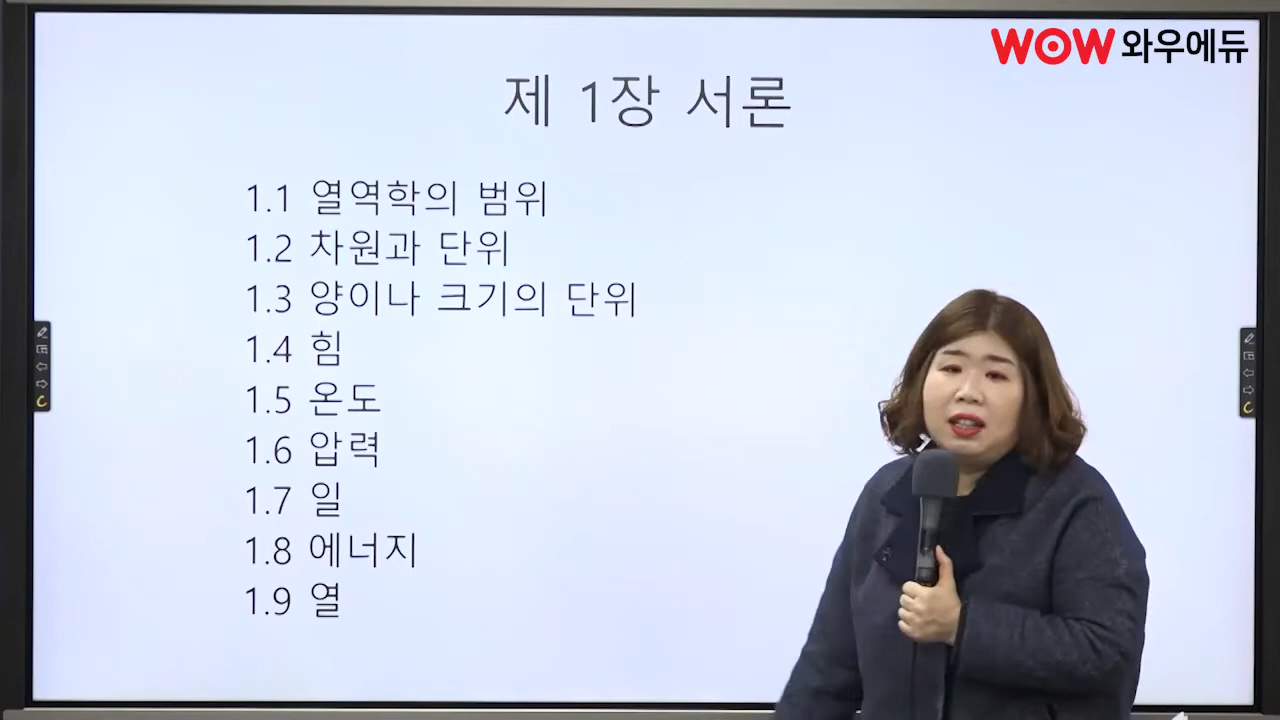 WOW 와우에듀
제 1장 서론
1.1 열역학의 범위
1.2 차원과 단위
1.3 양이나 크기의 단위
1.4 힘
1.5 온도
1.6 압력
1.7 일
1.8 에너지
1.9 열